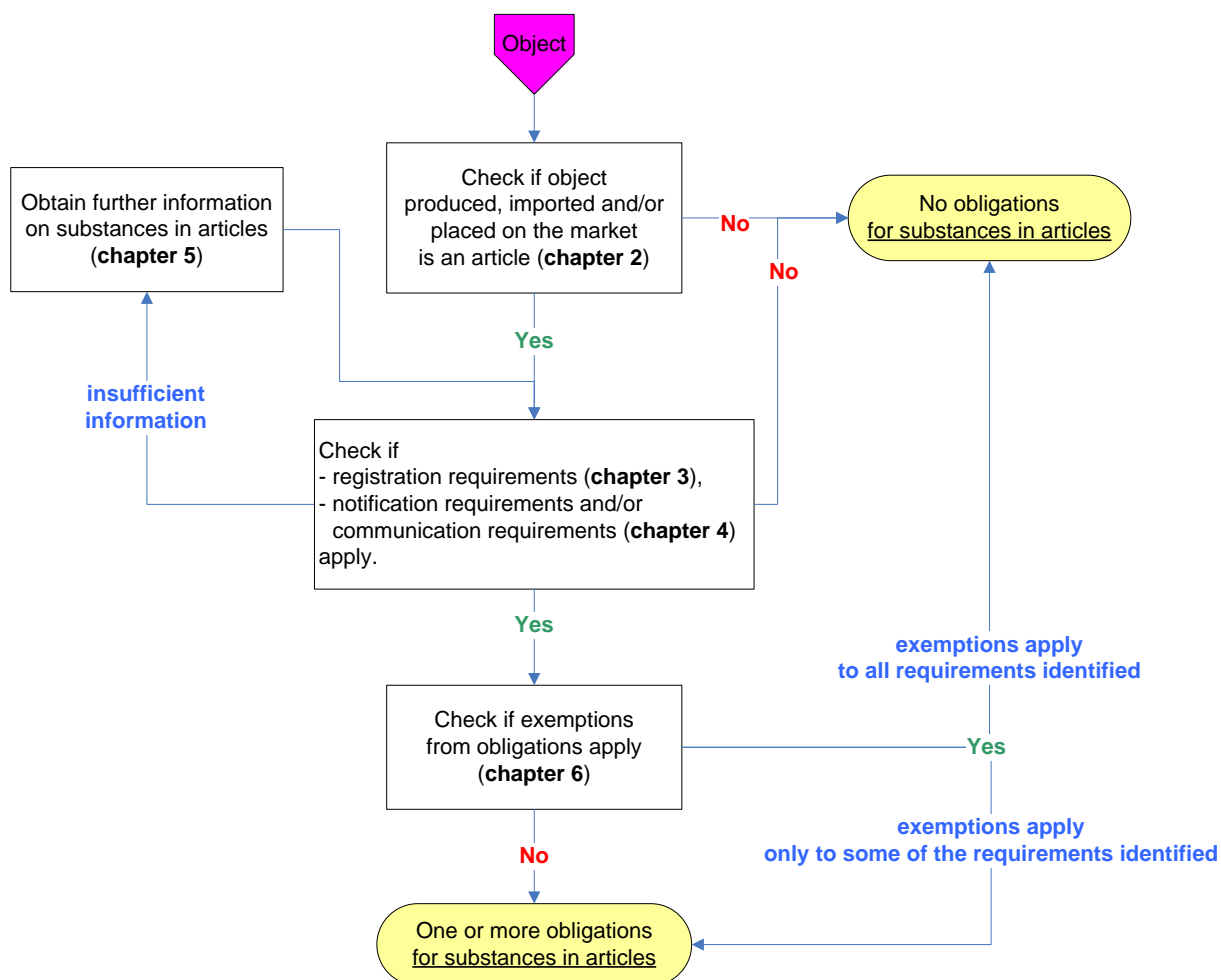 Object
Check if object
produced, imported and/or
placed on the market
is an article (chapter 2)
No
No obligations
for substances in articles
Obtain further information
on substances in articles
(chapter 5)
No
Yes
insufficient
information
Check if
- registration requirements (chapter 3),
- notification requirements and/or
communication requirements (chapter 4)
apply.
Yes
exemptions apply
to all requirements identified
Check if exemptions
from obligations apply
(chapter 6)
Yes
exemptions apply
only to some of the requirements identified
No
One or more obligations
for substances in articles